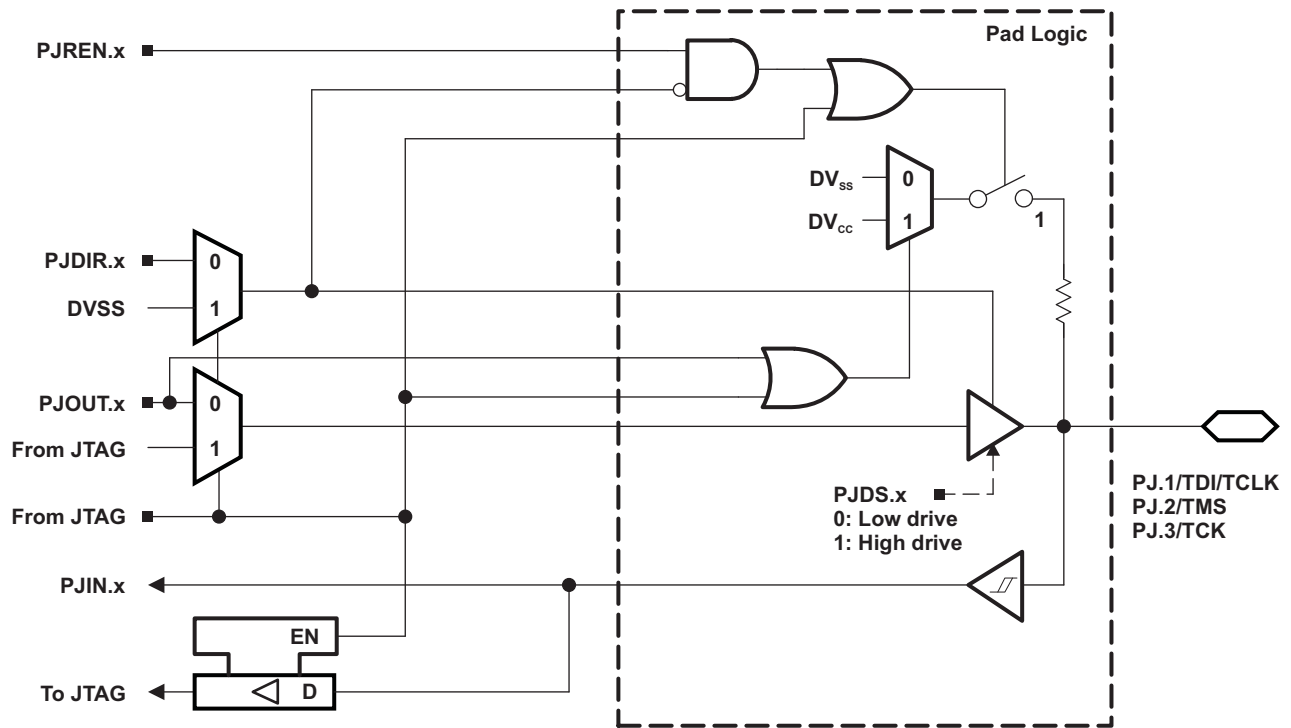 Pad Logic
PJREN.x
DVss
0
DVcc
1
1
PJDIR.x
0
DVSS
1
PJOUT.x
0
From JTAG
1
PJDS.x
0: Low drive
1: High drive
PJ.1/TDI/TCLK
PJ.2/TMS
PJ.3/TCK
From JTAG
PJIN.x
EN
To JTAG
D